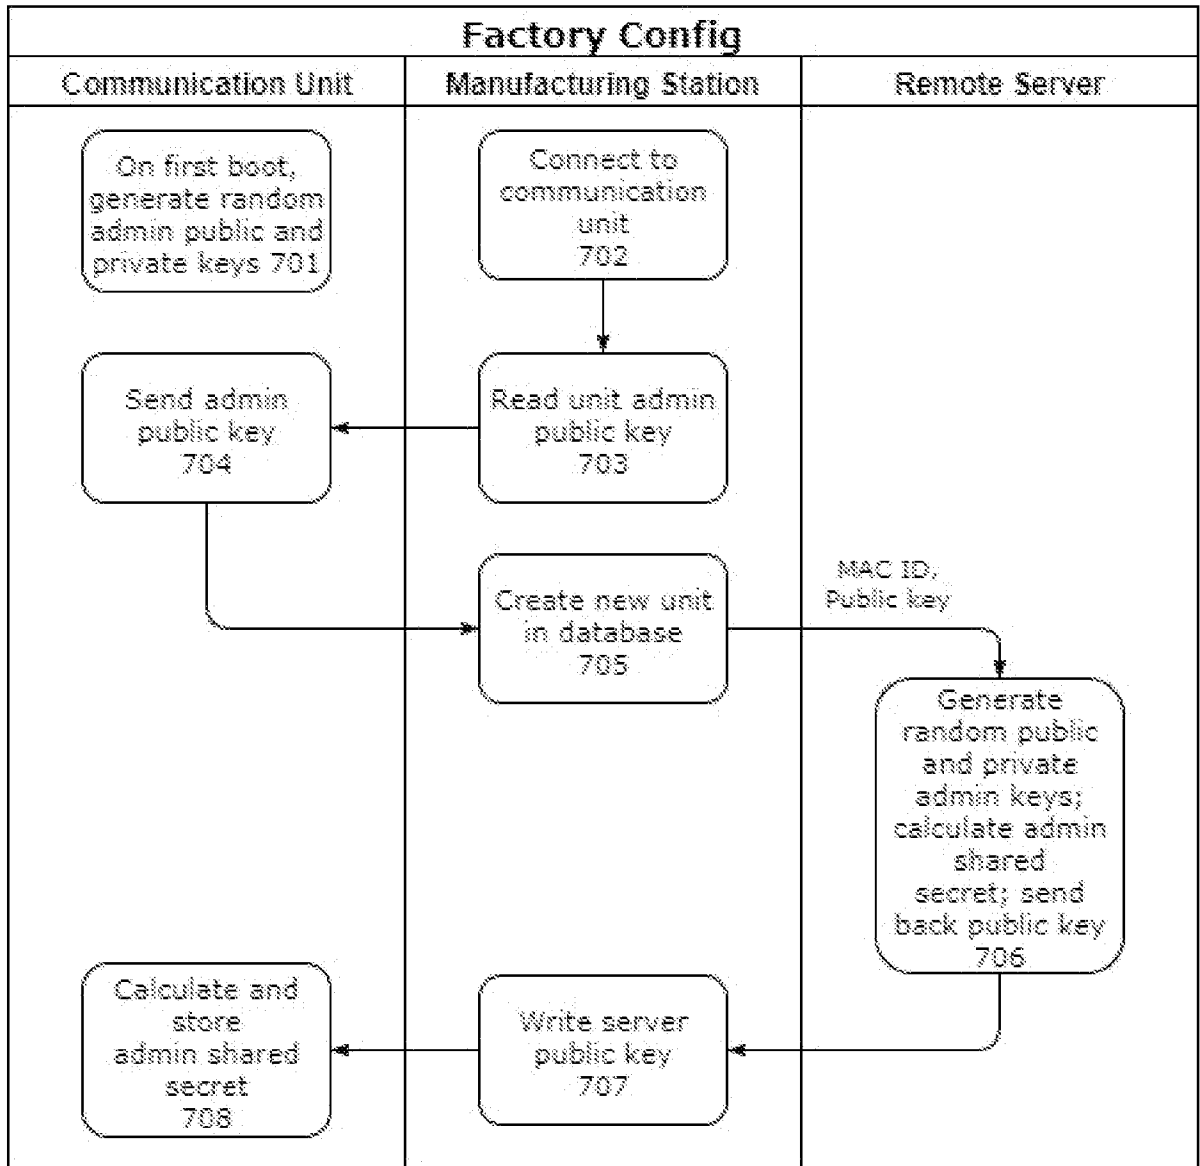 Factory Config
Communication Unit
Manufacturing Station
Remote Server
On first boot,
generate random
admin public and
private keys 701
Connect to
communication
unit
702
Send admin
public key
704
Read unit admin
public key
703
Create new unit
in database
705
MAC ID,
Public key
Generate
random public
and private
admin keys;
calculate admin
shared
secret; send
back public key
706
Calculate and
store
admin shared
secret
708
Write server
public key
707